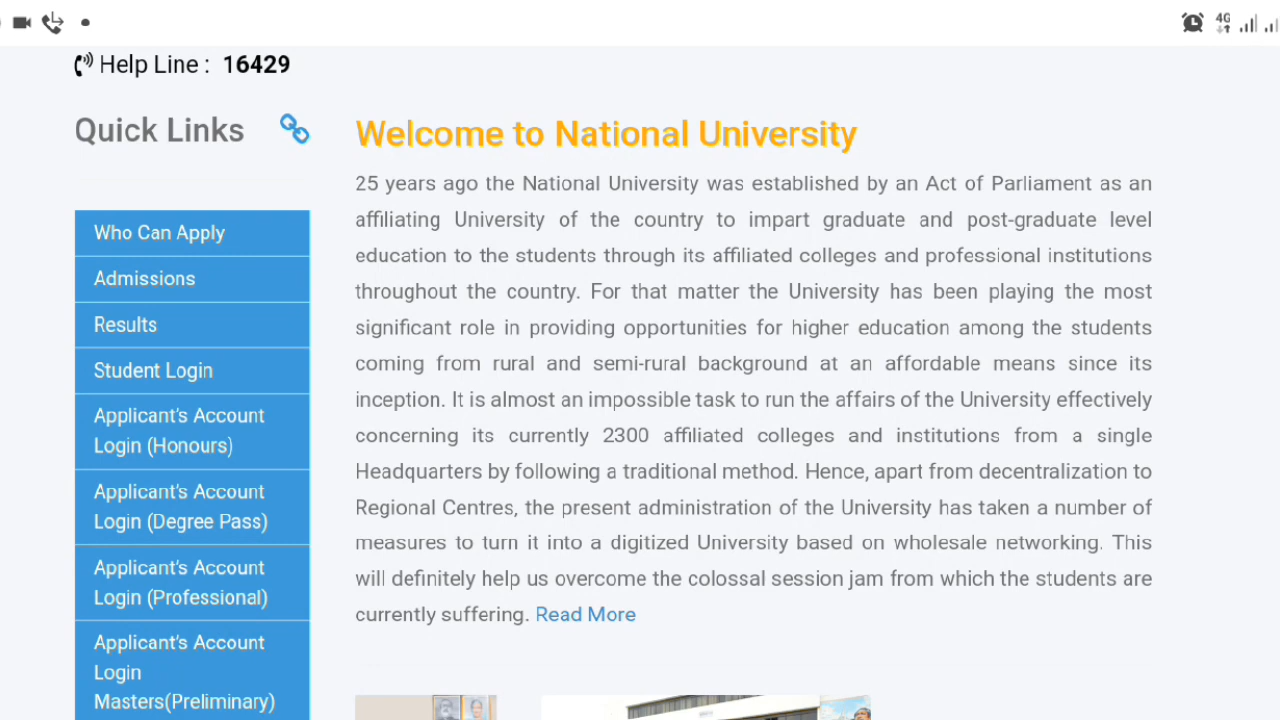 4G
Help Line : 16429
Quick Links
Who Can Apply
Admissions
Results
Student Login
Applicant's Account
Login (Honours)
Applicant's Account
Login (Degree Pass)
Applicant's Account
Login (Professional)
Applicant's Account
Login
Masters(Preliminary)
Welcome to National University
25 years ago the National University was established by an Act of Parliament as an
affiliating University of the country to impart graduate and post-graduate level
education to the students through its affiliated colleges and professional institutions
throughout the country. For that matter the University has been playing the most
significant role in providing opportunities for higher education among the students
coming from rural and semi-rural background at an affordable means since its
inception. It is almost an impossible task to run the affairs of the University effectively
concerning its currently 2300 affiliated colleges and institutions from a single
Headquarters by following a traditional method. Hence, apart from decentralization to
Regional Centres, the present administration of the University has taken a number of
measures to turn it into a digitized University based on wholesale networking. This
will definitely help us overcome the colossal session jam from which the students are
currently suffering. Read More